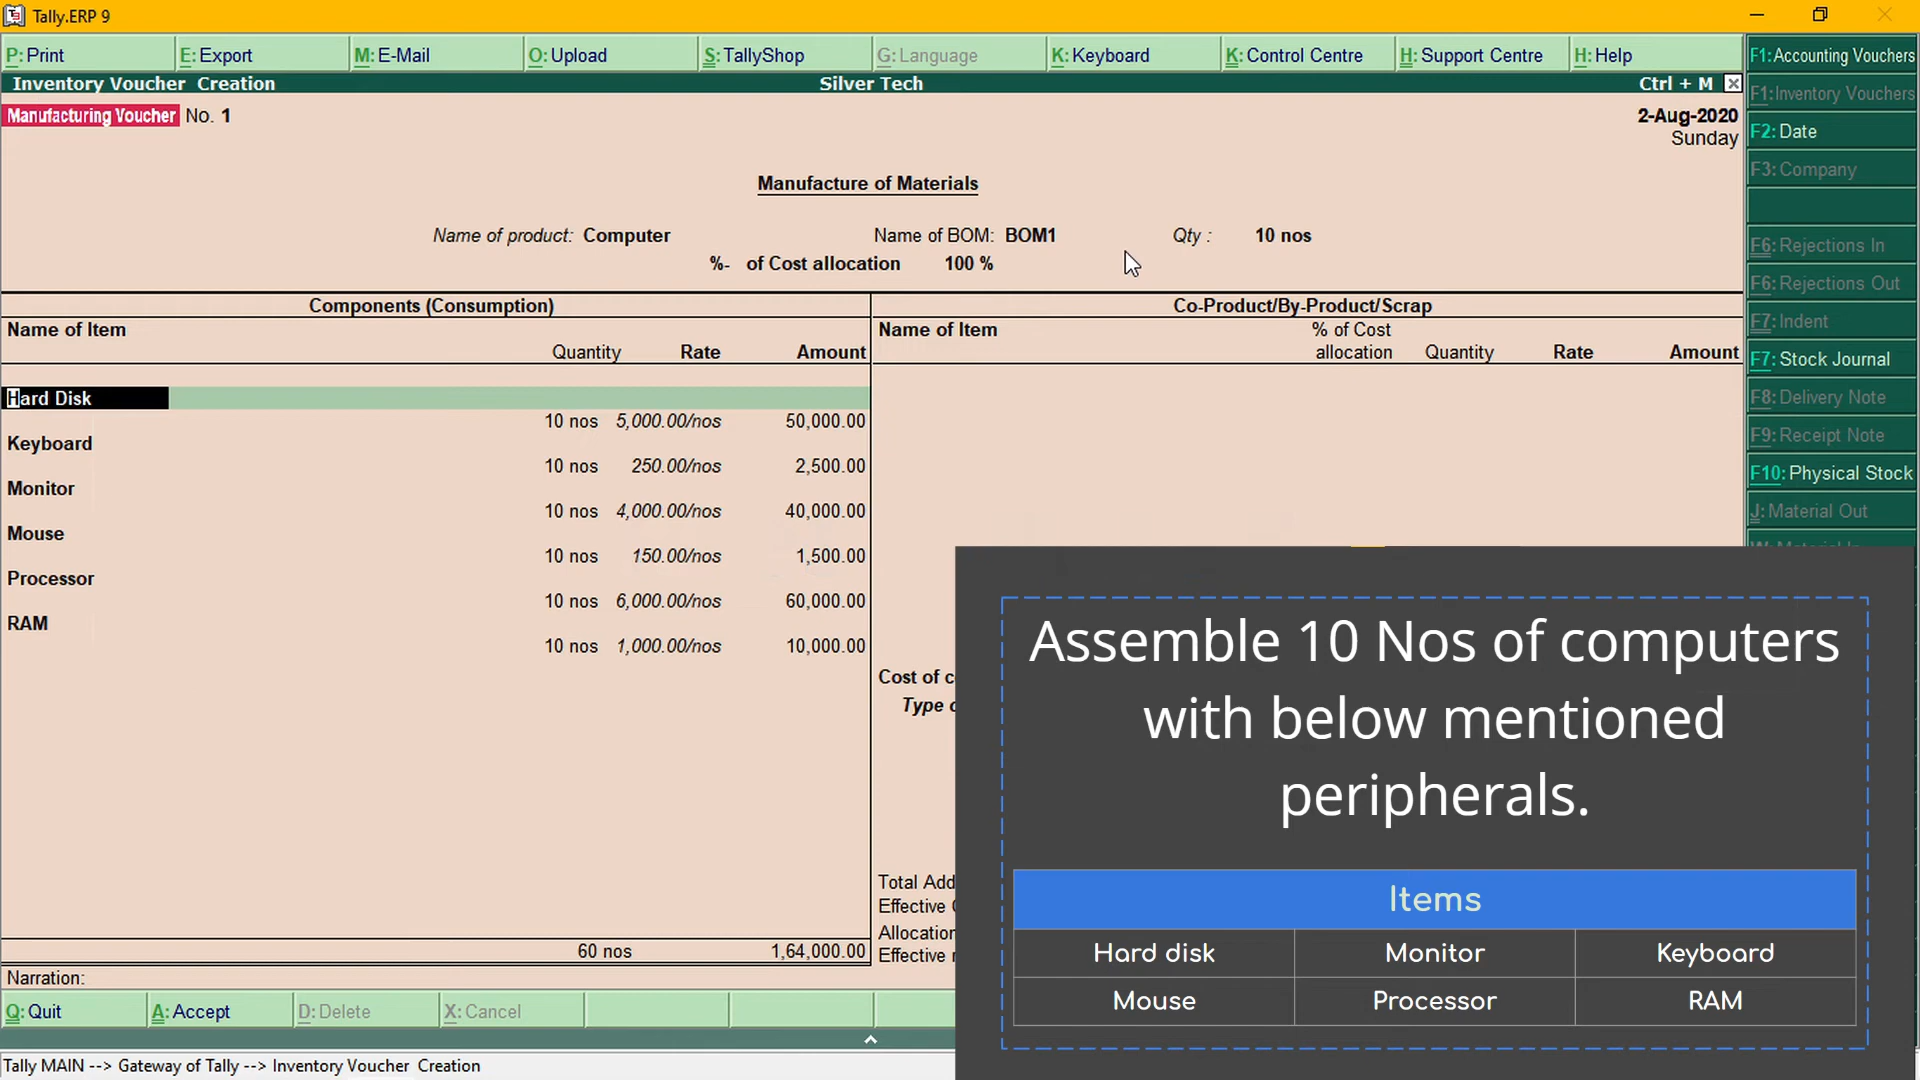 Tally.ERP 9
P: Print E: Export M: E-Mail O: Upload S: TallyShop G: Language K: Keyboard K: Control Centre H: Support Centre H: Help
F1: Accounting Vouchers
Inventory Voucher Creation Silver Tech Ctrl + M
F1: Inventory Vouchers
Manufacturing Voucher No. 1 2-Aug-2020
Sunday
F2: Date
F3: Company
Manufacture of Materials
Name of product: Computer Name of BOM: BOM1 Qty : 10 nos
%- of Cost allocation 100 %
F6: Rejections In
F6: Rejections Out
F7: Indent
F7: Stock Journal
F8: Delivery Note
F9: Receipt Note
F10: Physical Stock
J: Material Out
Components (Consumption) Co-Product/By-Product/Scrap
Name of Item Name of Item % of Cost
Quantity Rate Amount allocation Quantity Rate Amount
Hard Disk
10 nos 5,000.00/nos 50,000.00
Keyboard
10 nos 250.00/nos 2,500.00
Monitor
10 nos 4,000.00/nos 40,000.00
Mouse
10 nos 150.00/nos 1,500.00
Processor
10 nos 6,000.00/nos 60,000.00
RAM
10 nos 1,000.00/nos 10,000.00
Cost of
Type
Total
Effective
Allocation
Effective
60 nos 1,64,000.00
Narration:
Q: Quit A: Accept D: Delete X: Cancel
Tally MAIN --> Gateway of Tally --> Inventory Voucher Creation
Assemble 10 Nos of computers
with below mentioned
peripherals.
Items
Hard disk Monitor Keyboard
Mouse Processor RAM